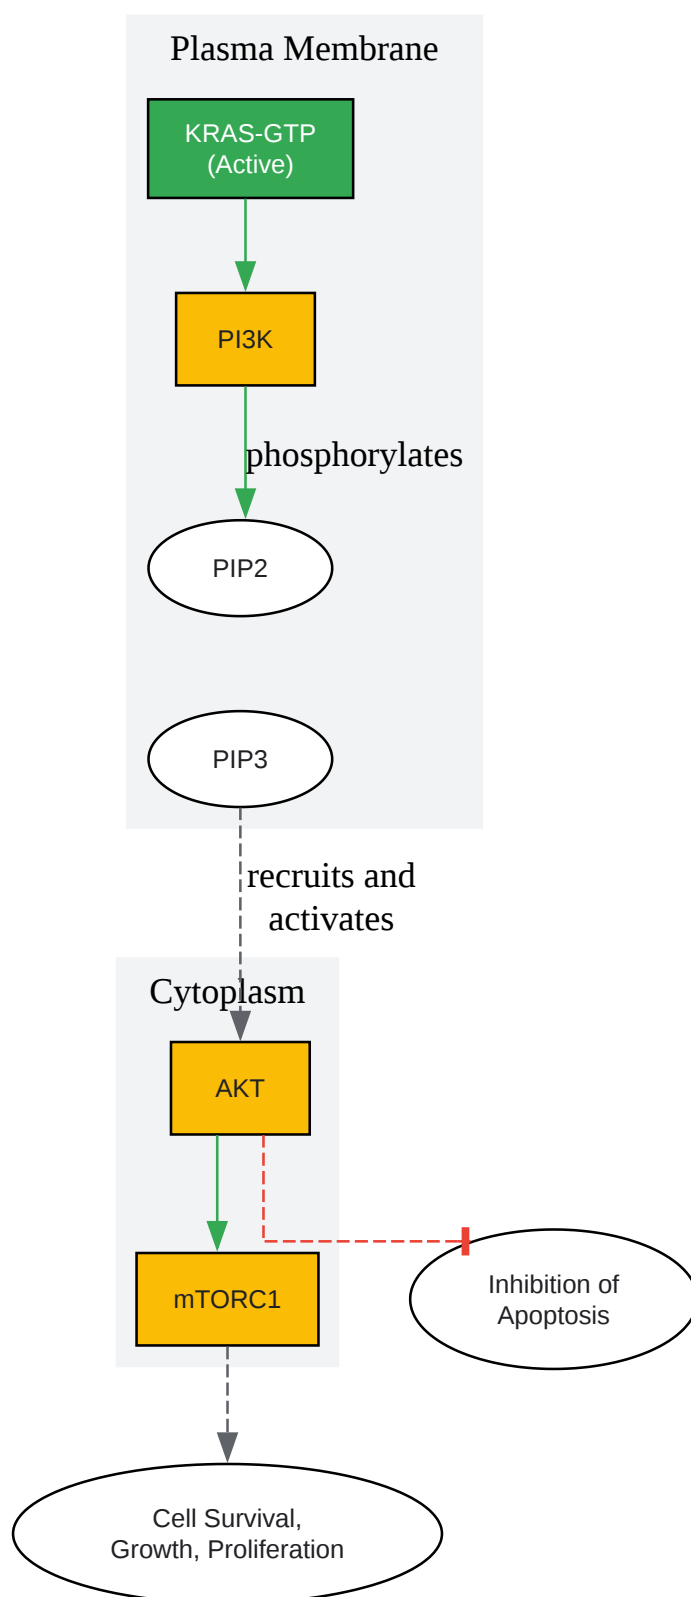 Plasma Membrane
KRAS-GTP
(Active)
PI3K
phosphorylates
PIP2
PIP3
recruits and
activates
Cytoplasm
AKT
mTORC1
Inhibition of
Apoptosis
Cell Survival,
Growth, Proliferation